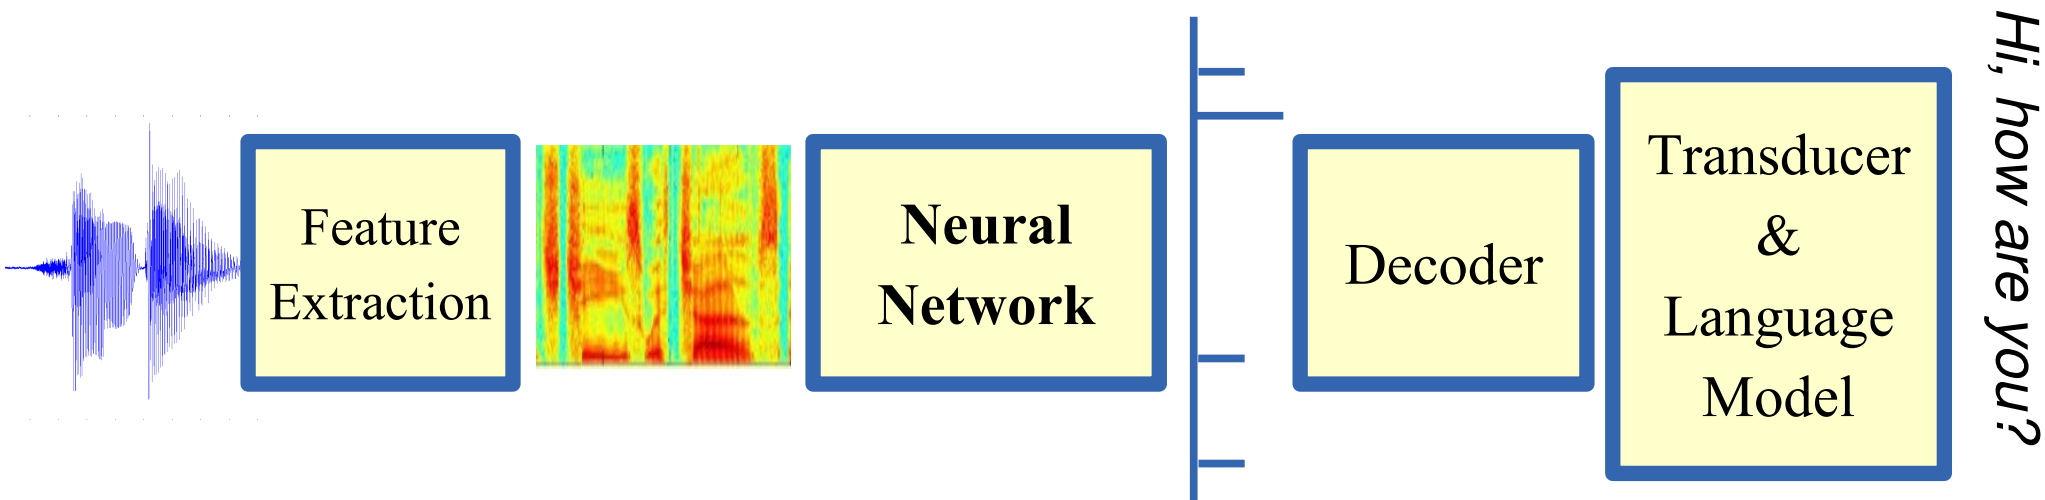 Feature
Extraction
Neural
Network
Decoder
Transducer
&
Language
Model
Hi, how are you?